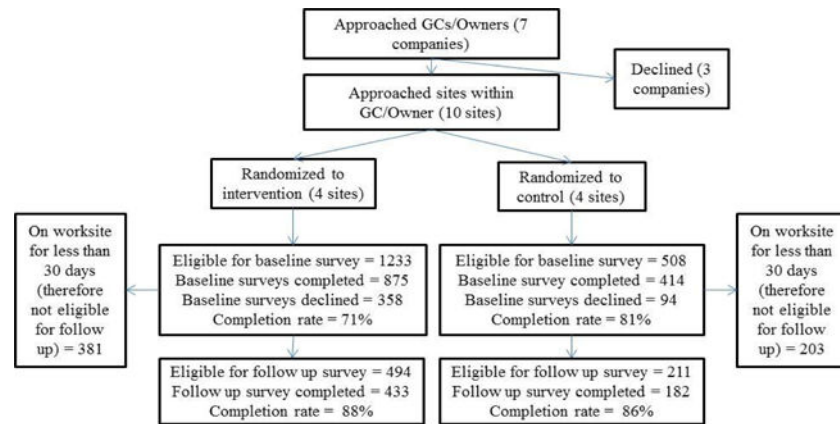 Approached GCs/Owners (7
companies)
Declined (3
companies)
Approached sites within
GC/Owner (10 sites)
Randomized to
intervention (4 sites)
Randomized to
control (4 sites)
On worksite
for less than
30 days
(therefore
not eligible
for follow
up) = 381
Eligible for baseline survey = 1233
Baseline surveys completed = 875
Baseline surveys declined = 358
Completion rate = 71%
Eligible for baseline survey = 508
Baseline survey completed = 414
Baseline surveys declined = 94
Completion rate = 81%
On worksite
for less than
30 days
(therefore
not eligible
for follow
up) = 203
Eligible for follow up survey = 494
Follow up survey completed = 433
Completion rate = 88%
Eligible for follow up survey = 211
Follow up survey completed = 182
Completion rate = 86%